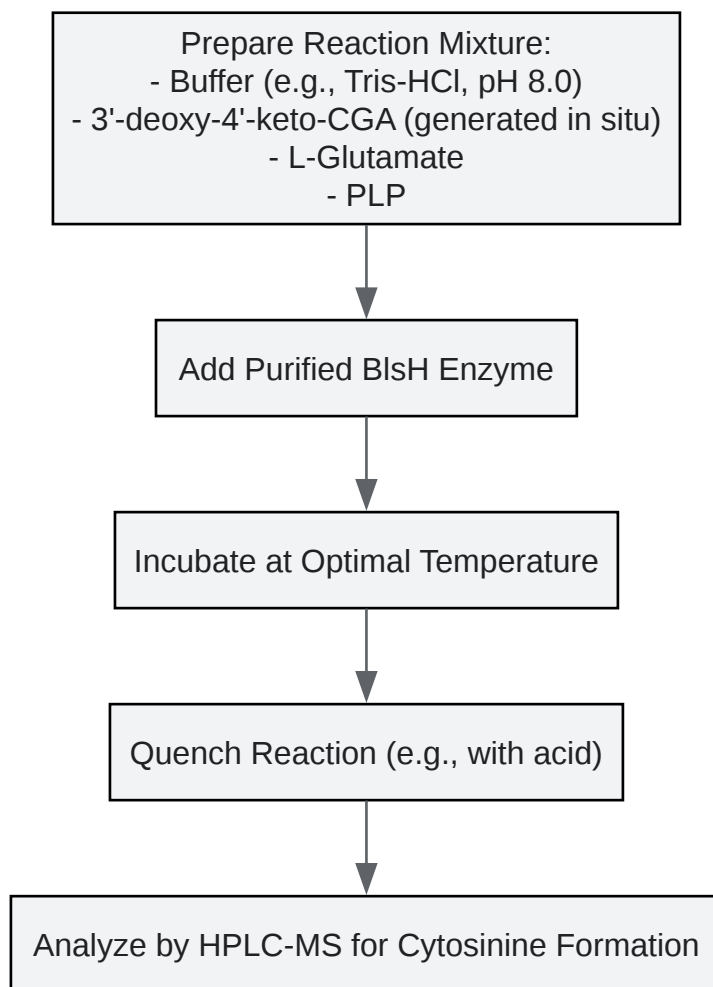 Prepare Reaction Mixture:
- Buffer (e.g., Tris-HCl, pH 8.0)
- 3'-deoxy-4'-keto-CGA (generated in situ)
- L-Glutamate
- PLP
Add Purified BlsH Enzyme
Incubate at Optimal Temperature
Quench Reaction (e.g., with acid)
Analyze by HPLC-MS for Cytosinine Formation